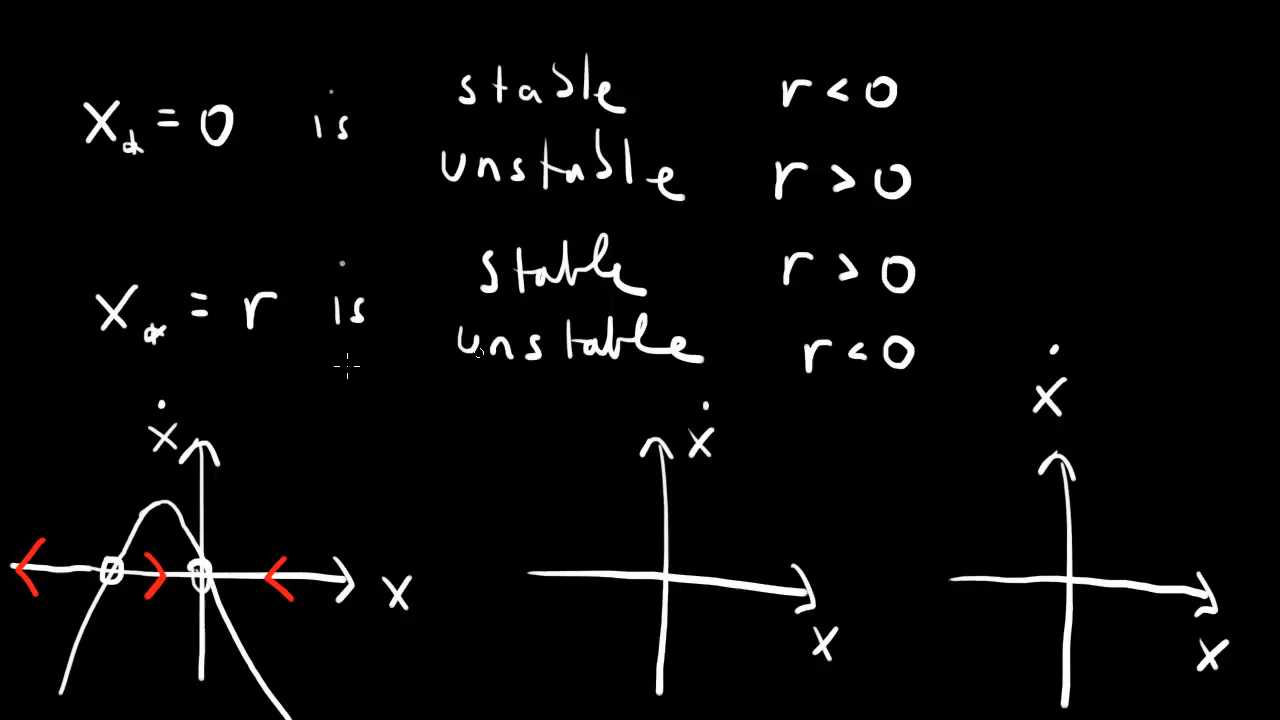 x* = 0 is stable r < 0
unstable r > 0
x* = r is stable r > 0
unstable r < 0
ẋ ẋ ẋ
x x x